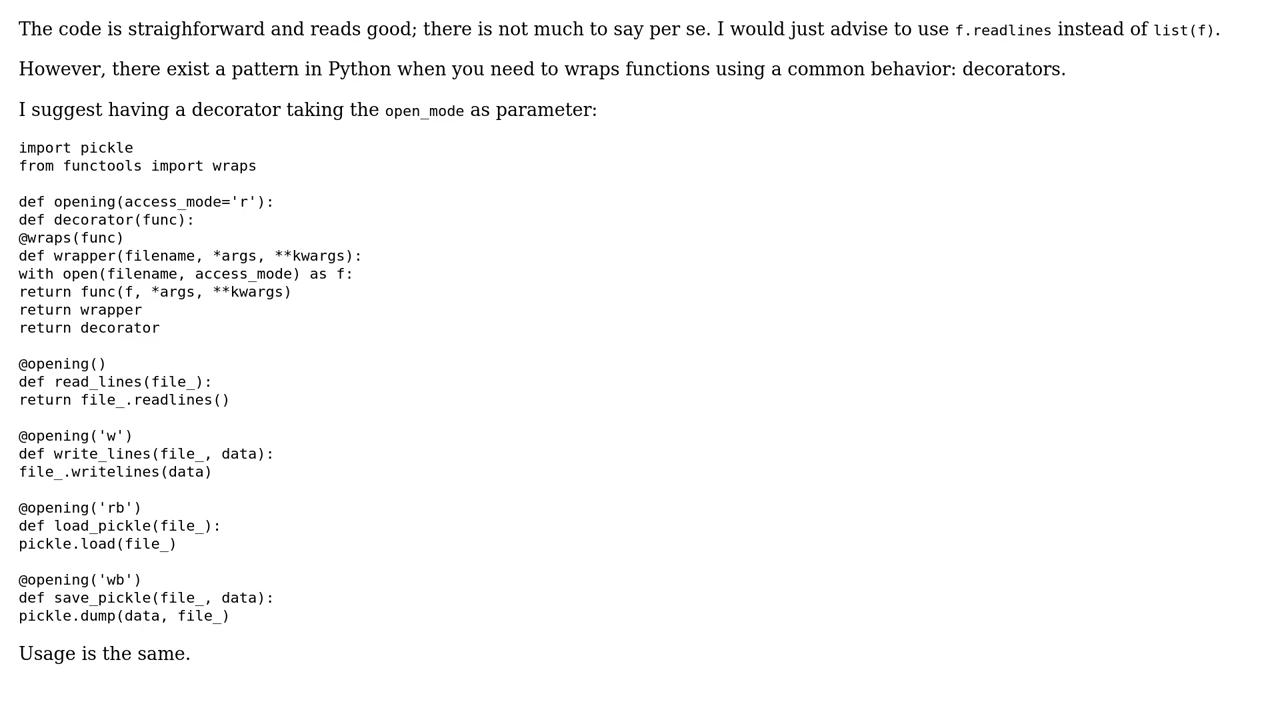 The code is straighforward and reads good; there is not much to say per se. I would just advise to use f.readlines instead of list(f).
However, there exist a pattern in Python when you need to wraps functions using a common behavior: decorators.
I suggest having a decorator taking the open_mode as parameter:
import pickle
from functools import wraps
def opening(access_mode='r'):
def decorator(func):
@wraps(func)
def wrapper(filename, *args, **kwargs):
with open(filename, access_mode) as f:
return func(f, *args, **kwargs)
return wrapper
return decorator
@opening()
def read_lines(file_):
return file_.readlines()
@opening('w')
def write_lines(file_, data):
file_.writelines(data)
@opening('rb')
def load_pickle(file_):
pickle.load(file_)
@opening('wb')
def save_pickle(file_, data):
pickle.dump(data, file_)
Usage is the same.